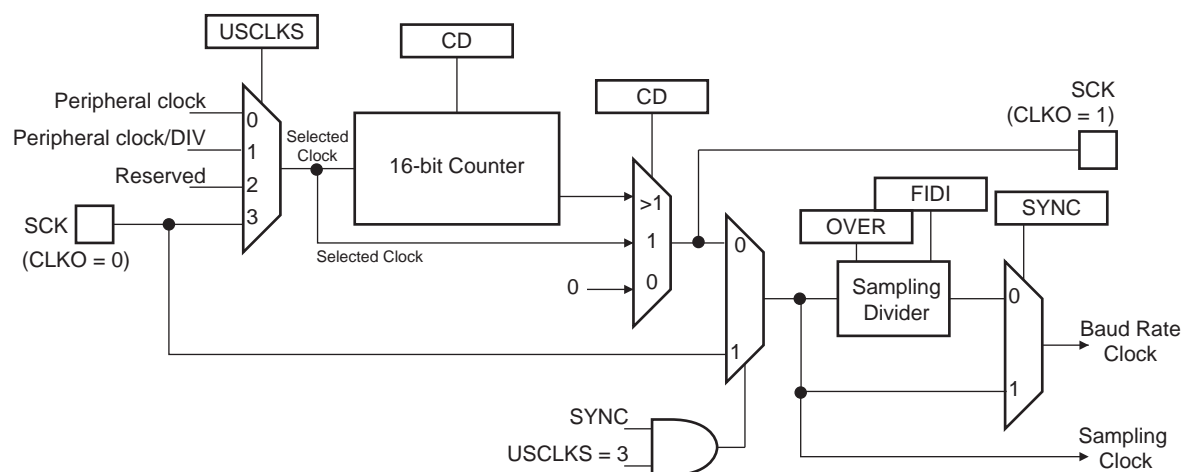 USCLKS
CD
Peripheral clock
Peripheral clock/DIV
Reserved
SCK
(CLKO = 0)
0
1
2
3
Selected
Clock
16-bit Counter
Selected Clock
0
CD
>1
1
0
SCK
(CLKO = 1)
0
1
SYNC
USCLKS = 3
OVER
FIDI
Sampling
Divider
SYNC
0
1
Baud Rate
Clock
Sampling
Clock